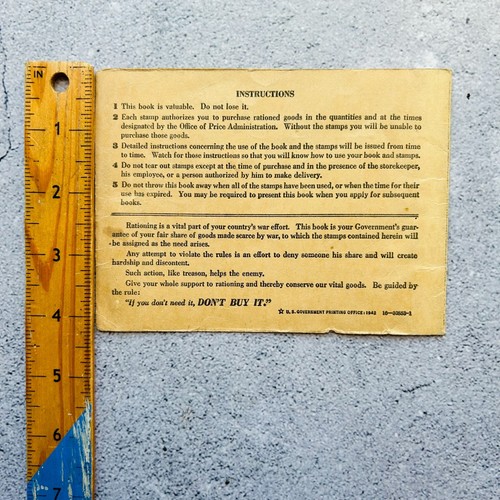 IN
1
2
3
4
5
6
7
INSTRUCTIONS
1 This book is valuable. Do not lose it.
2 Each stamp authorizes you to purchase rationed goods in the quantities and at the times
designated by the Office of Price Administration. Without the stamps you will be unable to
purchase those goods.
3 Detailed instructions concerning the use of the book and the stamps will be issued from time
to time. Watch for those instructions so that you will know how to use your book and stamps.
4 Do not tear out stamps except at the time of purchase and in the presence of the storekeeper,
his employee, or a person authorized by him to make delivery.
5 Do not throw this book away when all of the stamps have been used, or when the time for their
use has expired. You may be required to present this book when you apply for subsequent
books.
Rationing is a vital part of your country's war effort. This book is your Government's guar-
antee of your fair share of goods made scarce by war, to which the stamps contained herein will
be assigned as the need arises.
Any attempt to violate the rules is an effort to deny someone his share and will create
hardship and discontent.
Such action, like treason, helps the enemy.
Give your whole support to rationing and thereby conserve our vital goods. Be guided by
the rule:
"If you don't need it, DON'T BUY IT."
☆ U. S. GOVERNMENT PRINTING OFFICE : 1942